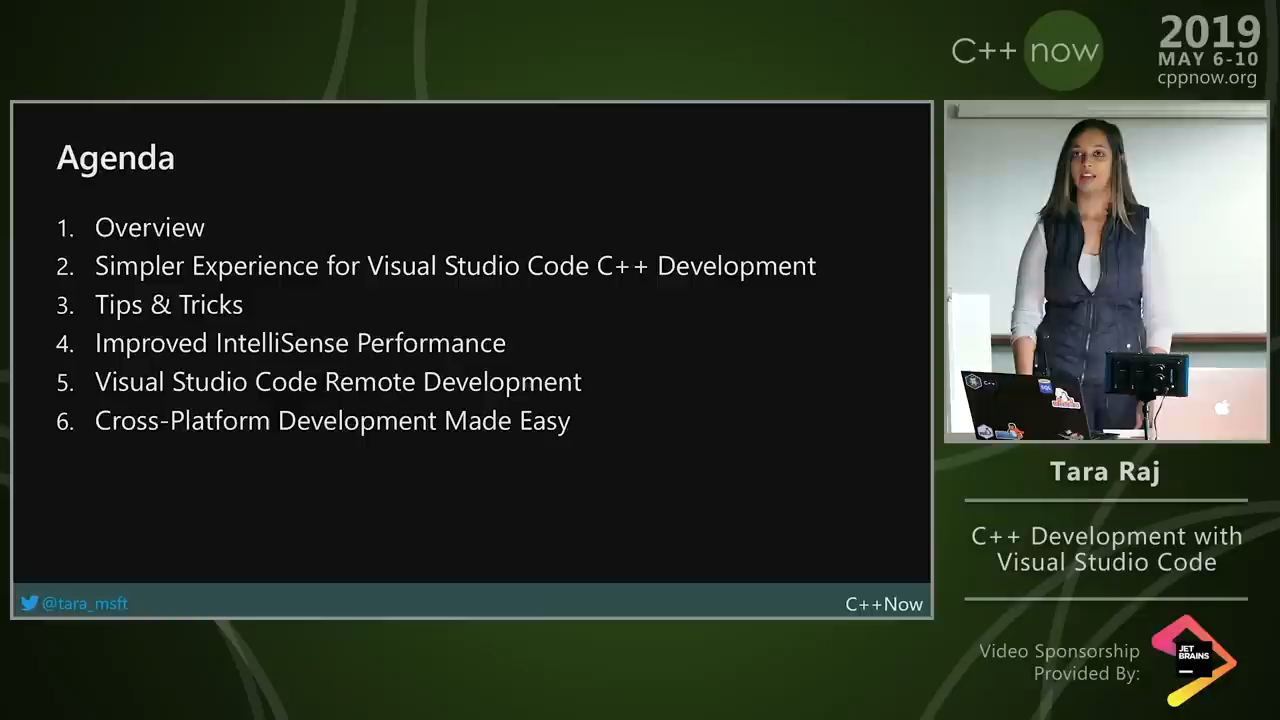 C++ now
2019
MAY 6-10
cppnow.org
Agenda
1. Overview
2. Simpler Experience for Visual Studio Code C++ Development
3. Tips & Tricks
4. Improved IntelliSense Performance
5. Visual Studio Code Remote Development
6. Cross-Platform Development Made Easy
@tara_msft
C++Now
C++
SQL
Tara Raj
C++ Development with
Visual Studio Code
Video Sponsorship
Provided By:
JET
BRAINS